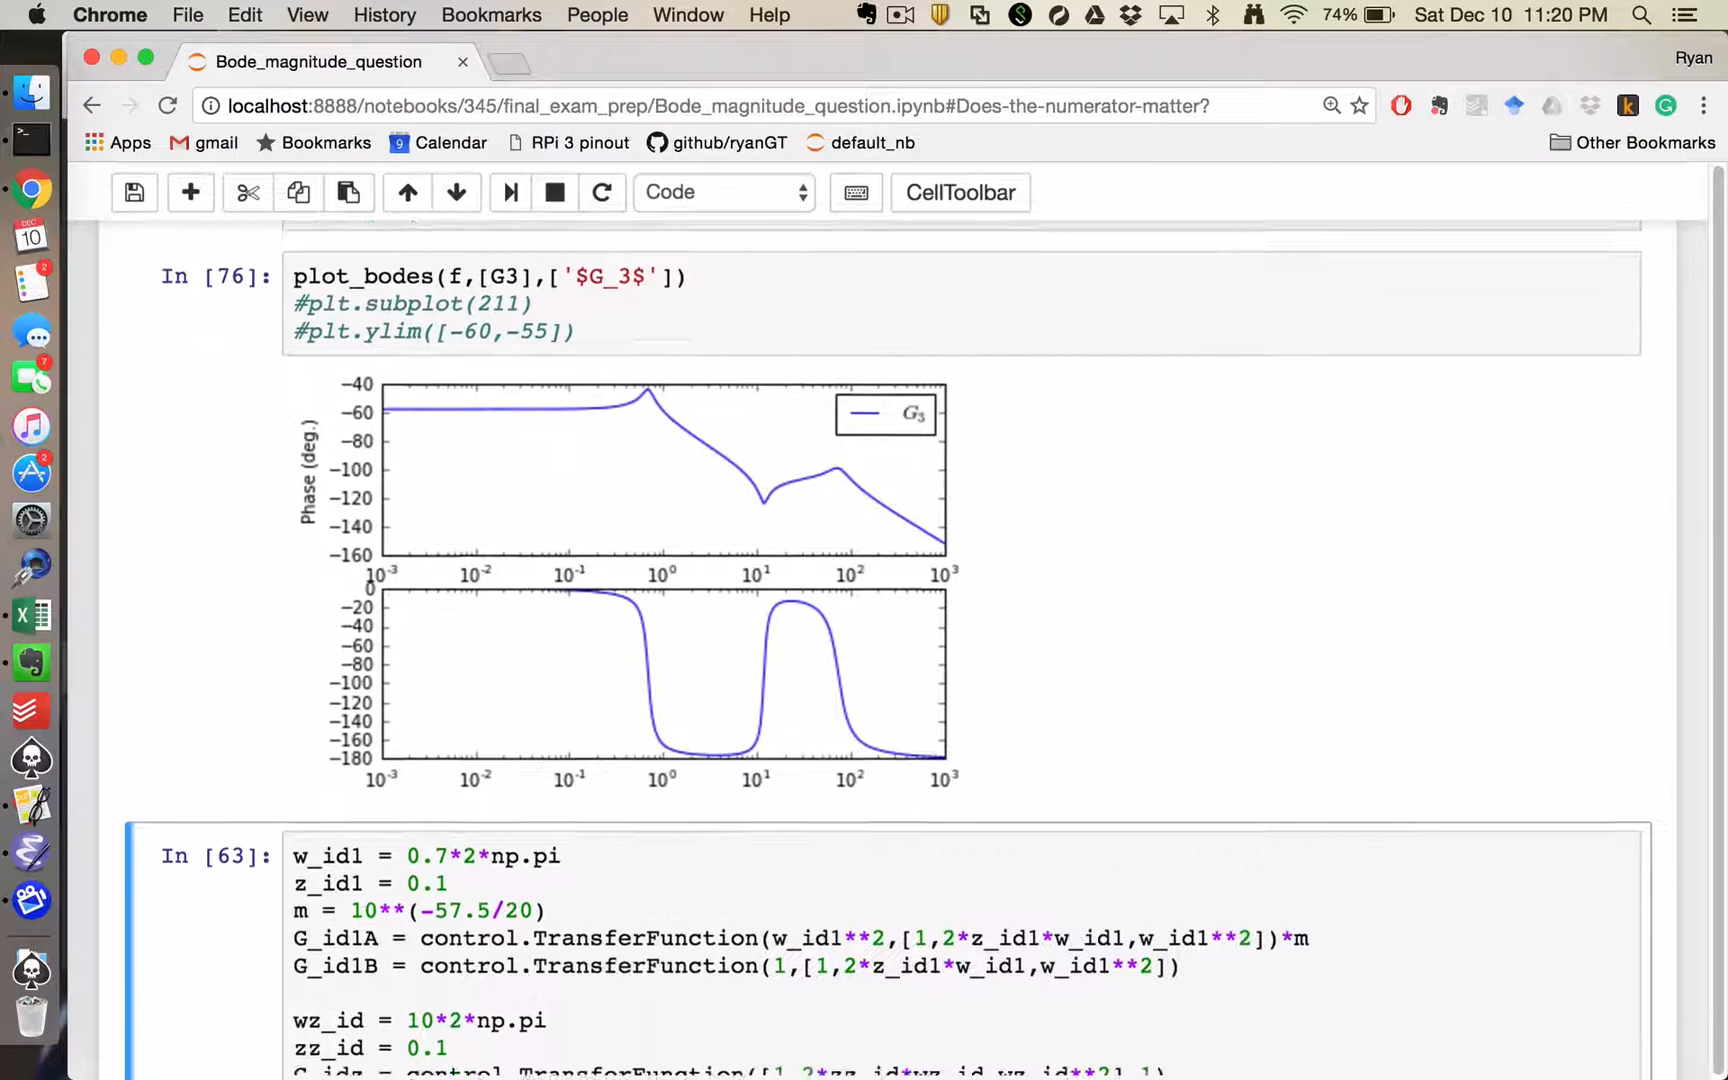 Chrome File Edit View History Bookmarks People Window Help 74% Sat Dec 10 11:20 PM
Bode_magnitude_question
Ryan
localhost:8888/notebooks/345/final_exam_prep/Bode_magnitude_question.ipynb#Does-the-numerator-matter?
Apps gmail Bookmarks 9 Calendar RPi 3 pinout github/ryanGT default_nb Other Bookmarks
Code CellToolbar
DEC 10
2
7
2
In [76]: plot_bodes(f,[G3],['$G_3$'])
#plt.subplot(211)
#plt.ylim([-60,-55])
Phase (deg.)
−40
−60
−80
−100
−120
−140
−160
G₃
10⁻³ 10⁻² 10⁻¹ 10⁰ 10¹ 10² 10³
0
−20
−40
−60
−80
−100
−120
−140
−160
−180
10⁻³ 10⁻² 10⁻¹ 10⁰ 10¹ 10² 10³
In [63]: w_id1 = 0.7*2*np.pi
z_id1 = 0.1
m = 10**(-57.5/20)
G_id1A = control.TransferFunction(w_id1**2,[1,2*z_id1*w_id1,w_id1**2])*m
G_id1B = control.TransferFunction(1,[1,2*z_id1*w_id1,w_id1**2])
wz_id = 10*2*np.pi
zz_id = 0.1